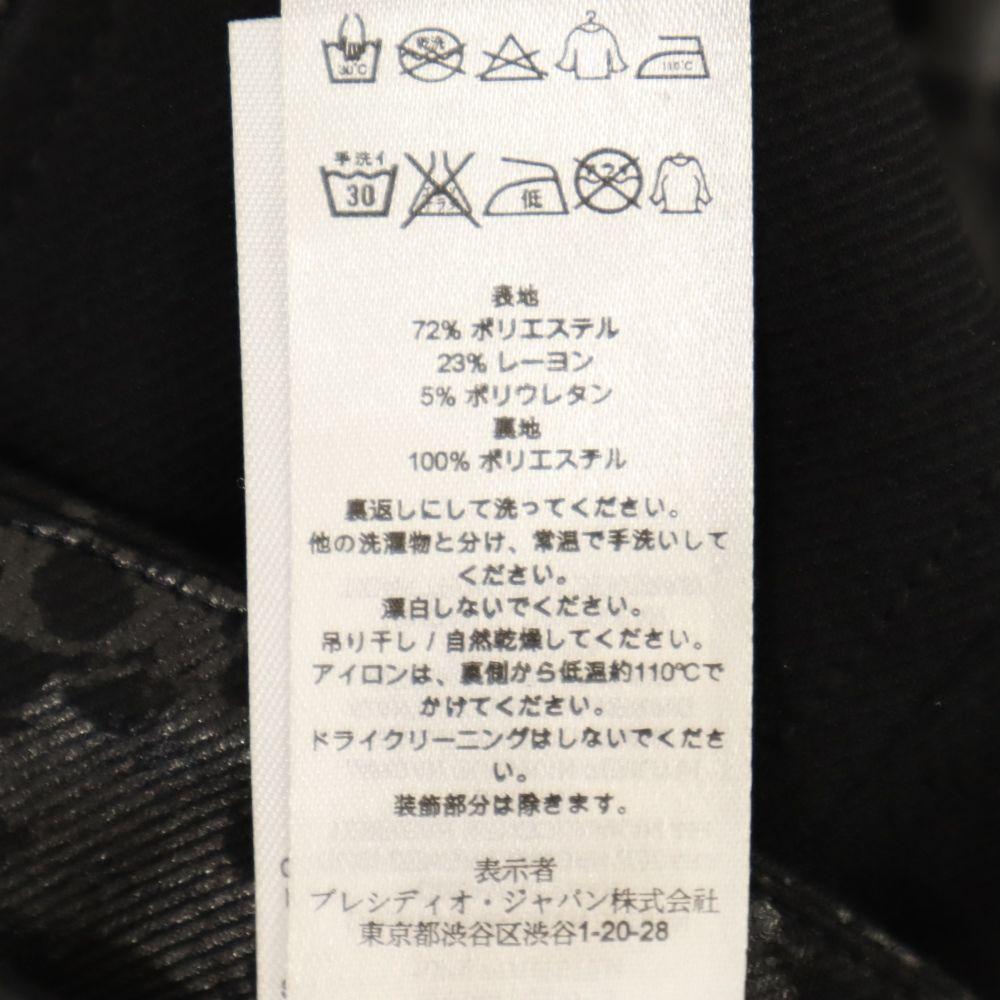 30℃ 乾洗 2 110℃
手洗イ
30 低
表地
72% ポリエステル
23% レーヨン
5% ポリウレタン
裏地
100% ポリエスチル
裏返しにして洗ってください。
他の洗濯物と分け、常温で手洗いして
ください。
漂白しないでください。
吊り干し / 自然乾燥してください。
アイロンは、裏側から低温約110℃で
かけてください。
ドライクリーニングはしないでくださ
い。
装飾部分は除きます。
表示者
プレシディオ・ジャパン株式会社
東京都渋谷区渋谷1-20-28